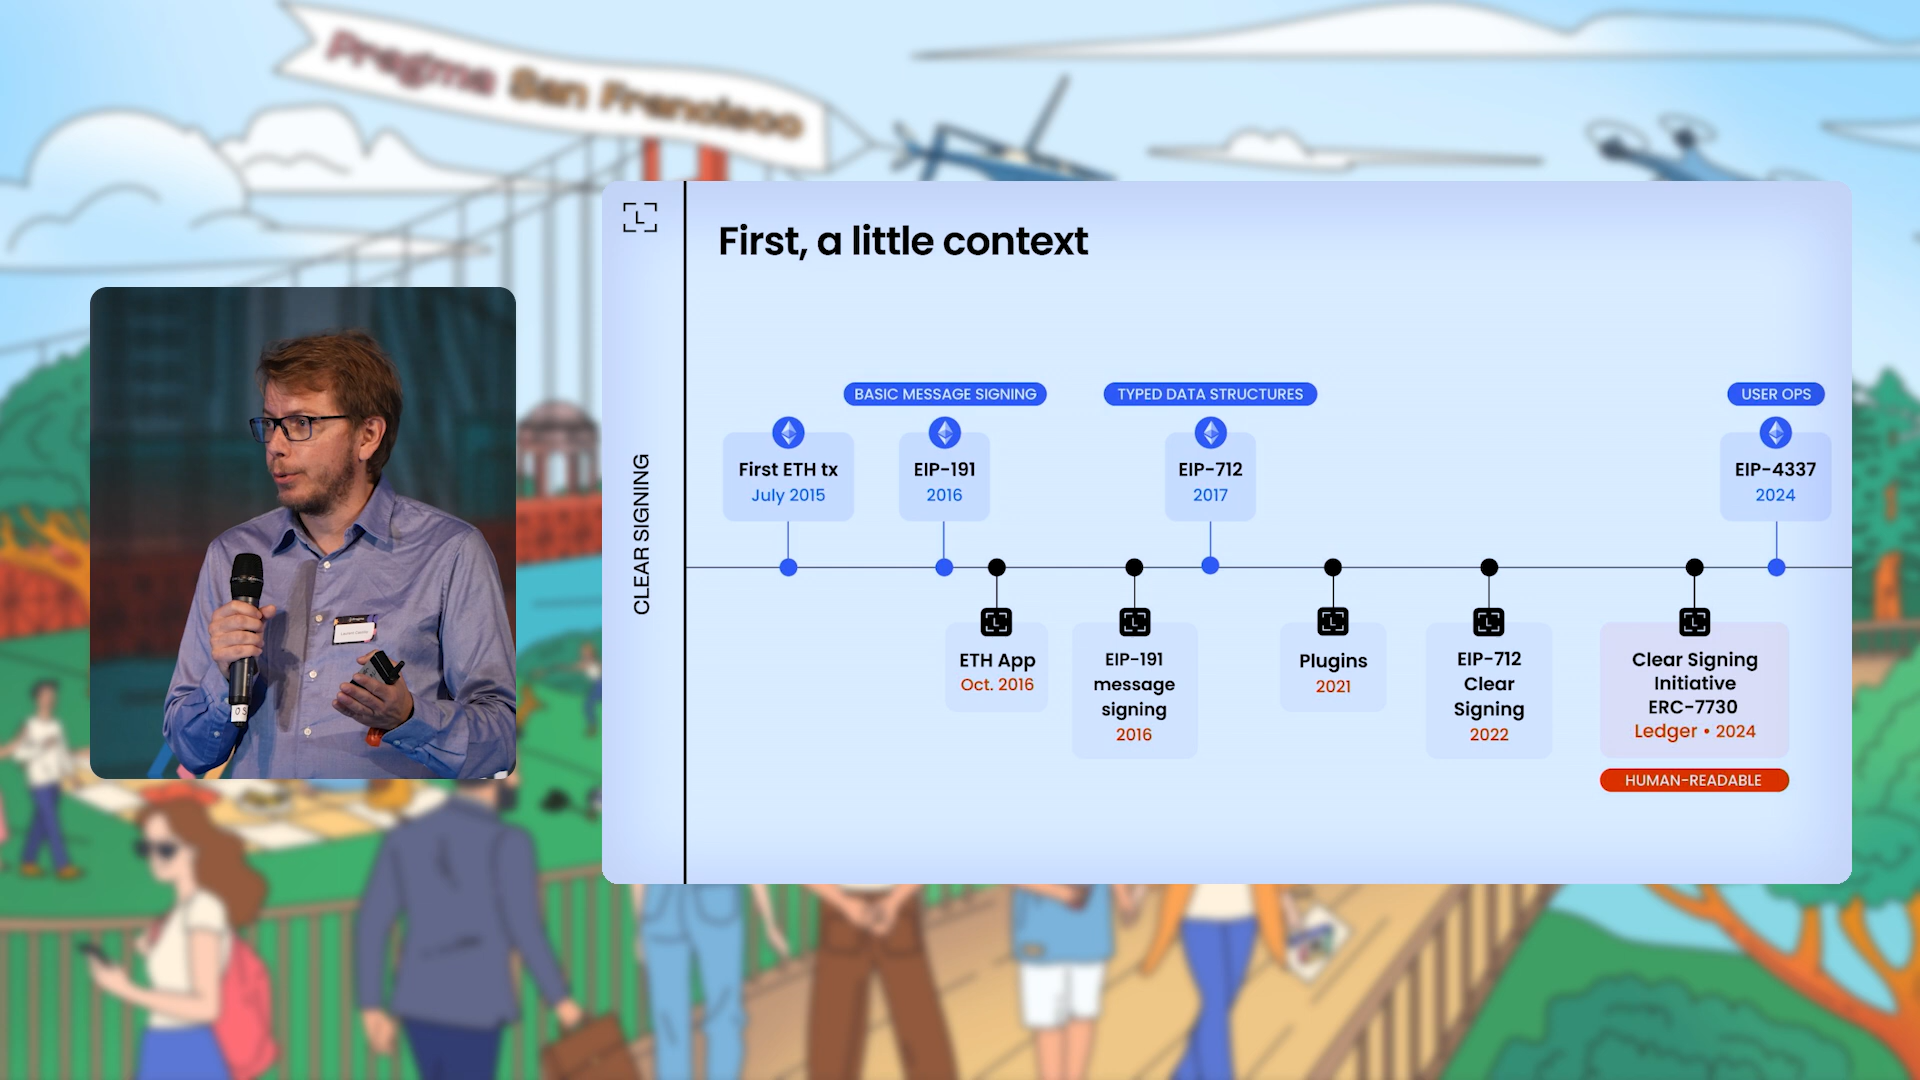 Pragma San Francisco
First, a little context
CLEAR SIGNING
BASIC MESSAGE SIGNING
TYPED DATA STRUCTURES
USER OPS
First ETH tx
July 2015
EIP-191
2016
EIP-712
2017
EIP-4337
2024
ETH App
Oct. 2016
EIP-191
message
signing
2016
Plugins
2021
EIP-712
Clear
Signing
2022
Clear Signing
Initiative
ERC-7730
Ledger • 2024
HUMAN-READABLE